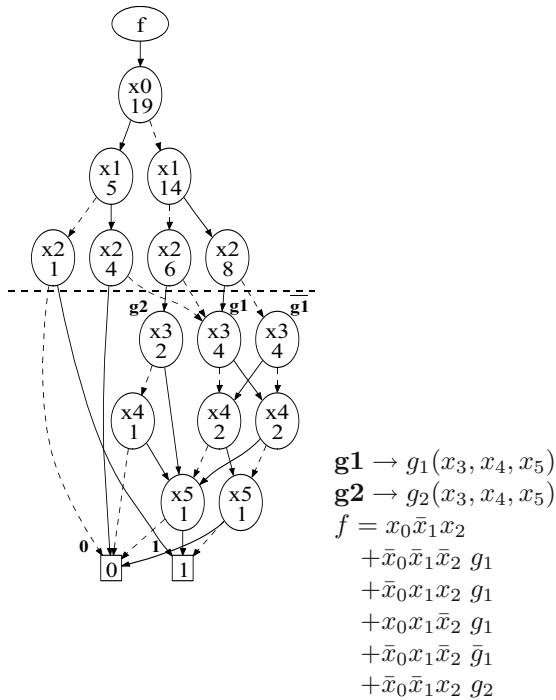 f
x0
19
x1
5
x1
14
x2
1
x2
4
x2
6
x2
8
g2
g1
g1̅
x3
2
x3
4
x3
4
x4
1
x4
2
x4
2
x5
1
x5
1
0
1
0
1
g1 → g₁(x₃, x₄, x₅)
g2 → g₂(x₃, x₄, x₅)
f = x₀x̄₁x₂
+x̄₀x̄₁x̄₂ g₁
+x̄₀x₁x₂ g₁
+x₀x₁x̄₂ g₁
+x̄₀x₁x̄₂ ḡ₁
+x̄₀x̄₁x₂ g₂